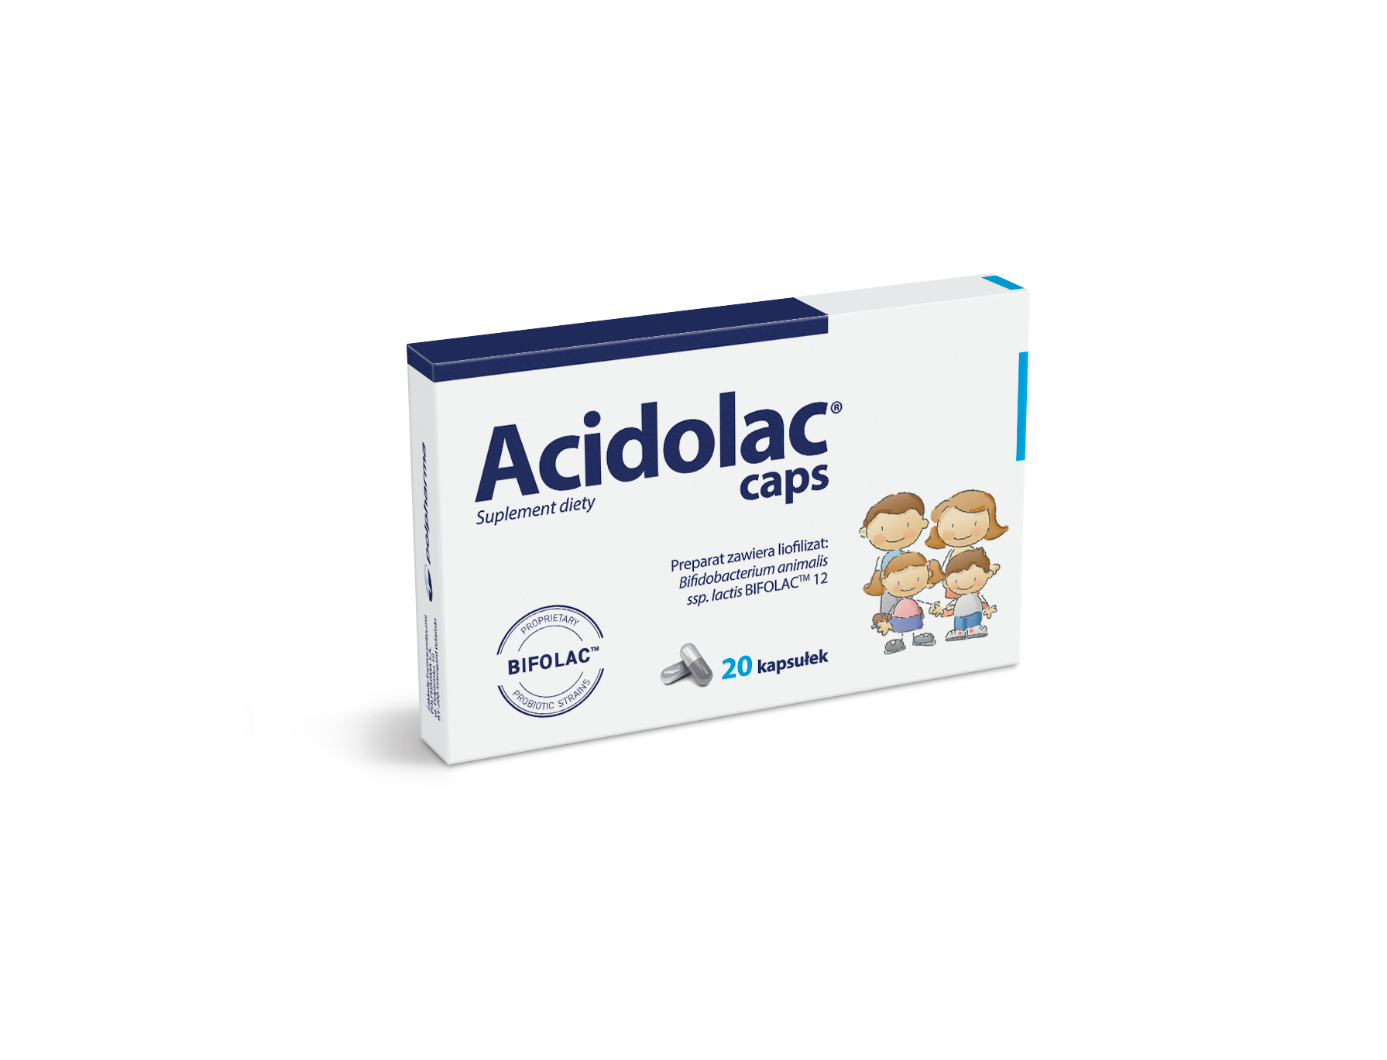 Acidolac®
caps
Suplement diety
Preparat zawiera liofilizat:
Bifidobacterium animalis
ssp. lactis BIFOLAC™ 12
20 kapsułek
PROPRIETARY
BIFOLAC™
PROBIOTIC STRAINS
polpharma